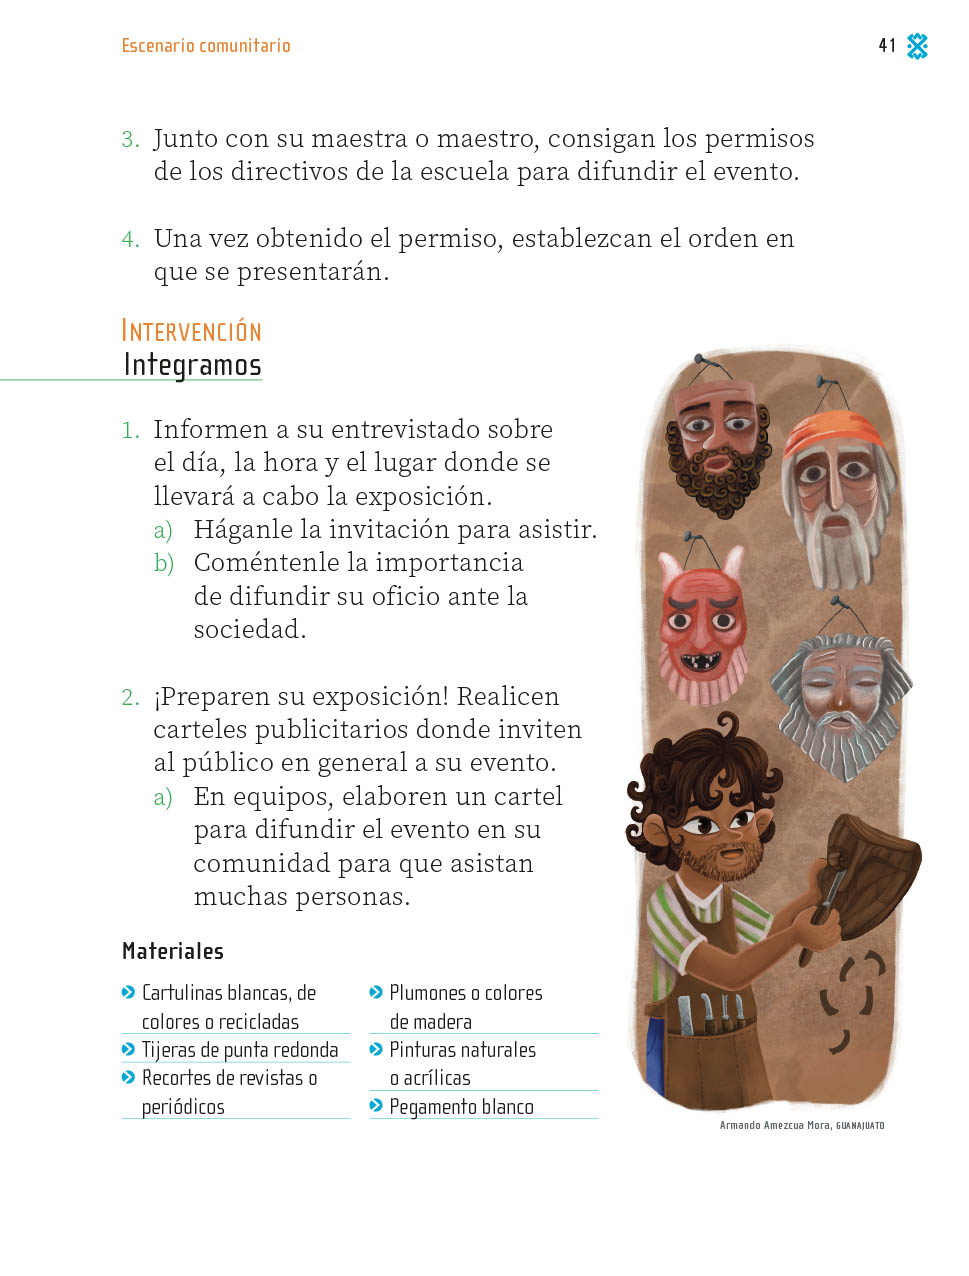 Escenario comunitario
41
3. Junto con su maestra o maestro, consigan los permisos
de los directivos de la escuela para difundir el evento.
4. Una vez obtenido el permiso, establezcan el orden en
que se presentarán.
Intervención
Integramos
1. Informen a su entrevistado sobre
el día, la hora y el lugar donde se
llevará a cabo la exposición.
a) Háganle la invitación para asistir.
b) Coméntenle la importancia
de difundir su oficio ante la
sociedad.
2. ¡Preparen su exposición! Realicen
carteles publicitarios donde inviten
al público en general a su evento.
a) En equipos, elaboren un cartel
para difundir el evento en su
comunidad para que asistan
muchas personas.
Materiales
Cartulinas blancas, de
colores o recicladas
Tijeras de punta redonda
Recortes de revistas o
periódicos
Plumones o colores
de madera
Pinturas naturales
o acrílicas
Pegamento blanco
Armando Amezcua Mora, GUANAJUATO